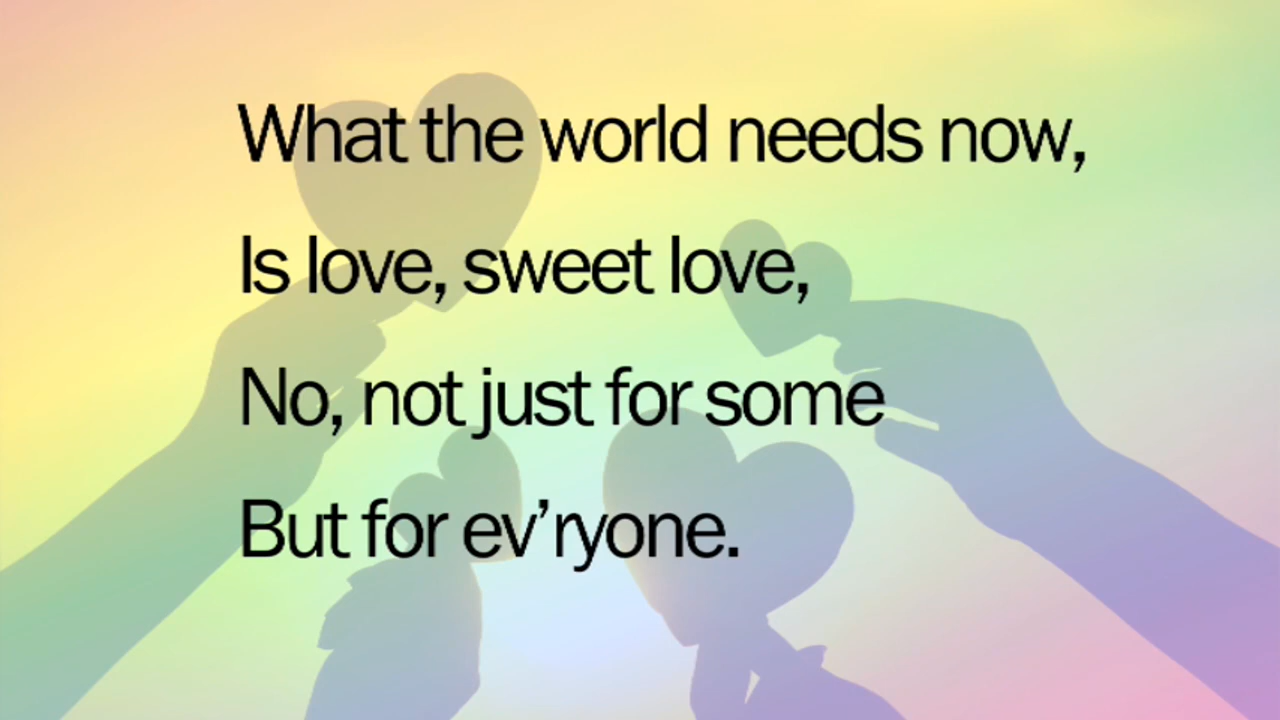 What the world needs now,
Is love, sweet love,
No, not just for some
But for ev’ryone.